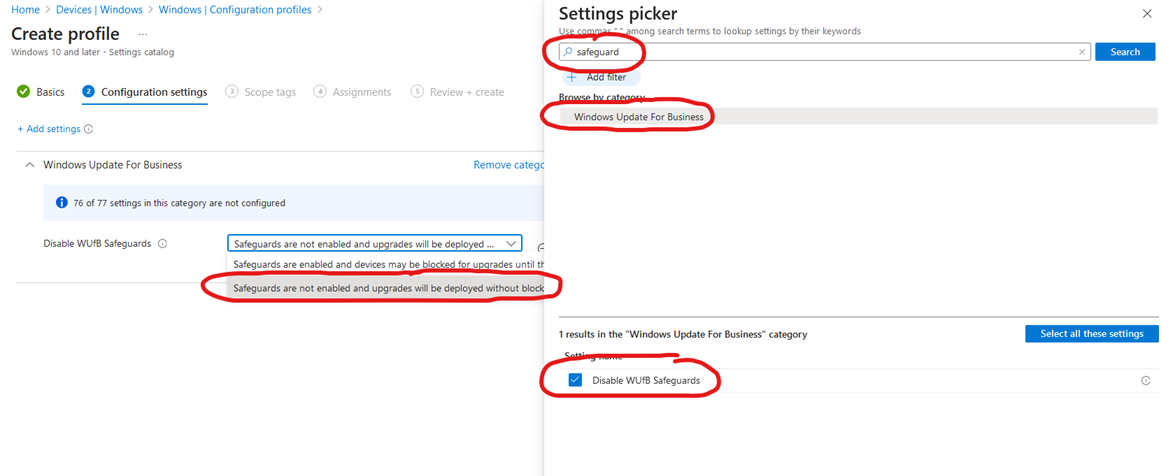 Home > Devices | Windows > Windows | Configuration profiles >
Create profile ...
Windows 10 and later - Settings catalog
Basics
2 Configuration settings
3 Scope tags
4 Assignments
5 Review + create
+ Add settings
Windows Update For Business
Remove catego
76 of 77 settings in this category are not configured
Disable WUfB Safeguards
Safeguards are not enabled and upgrades will be deployed ...
Safeguards are enabled and devices may be blocked for upgrades until th
Safeguards are not enabled and upgrades will be deployed without block
Settings picker
Use commas "," among search terms to lookup settings by their keywords
safeguard
Search
+ Add filter
Browse by category
Windows Update For Business
1 results in the "Windows Update For Business" category
Select all these settings
Setting name
Disable WUfB Safeguards